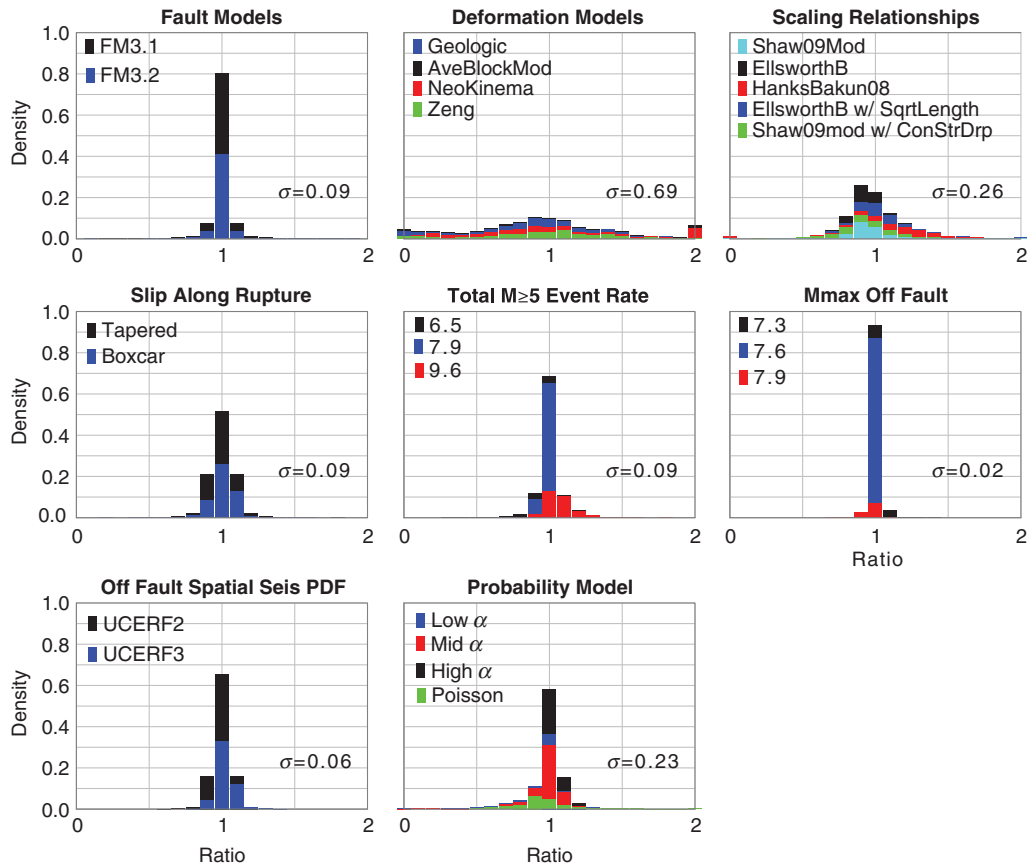 Fault Models
Density
1.0
0.8
0.6
0.4
0.2
0.0
FM3.1
FM3.2
σ=0.09
0
1
2
Deformation Models
Geologic
AveBlockMod
NeoKinema
Zeng
σ=0.69
0
1
2
Scaling Relationships
Shaw09Mod
EllsworthB
HanksBakun08
EllsworthB w/ SqrtLength
Shaw09mod w/ ConStrDrp
σ=0.26
0
1
2
Slip Along Rupture
Density
1.0
0.8
0.6
0.4
0.2
0.0
Tapered
Boxcar
σ=0.09
0
1
2
Total M≥5 Event Rate
6.5
7.9
9.6
σ=0.09
0
1
2
Mmax Off Fault
7.3
7.6
7.9
σ=0.02
0
1
2
Ratio
Off Fault Spatial Seis PDF
Density
1.0
0.8
0.6
0.4
0.2
0.0
UCERF2
UCERF3
σ=0.06
0
1
2
Ratio
Probability Model
Low α
Mid α
High α
Poisson
σ=0.23
0
1
2
Ratio